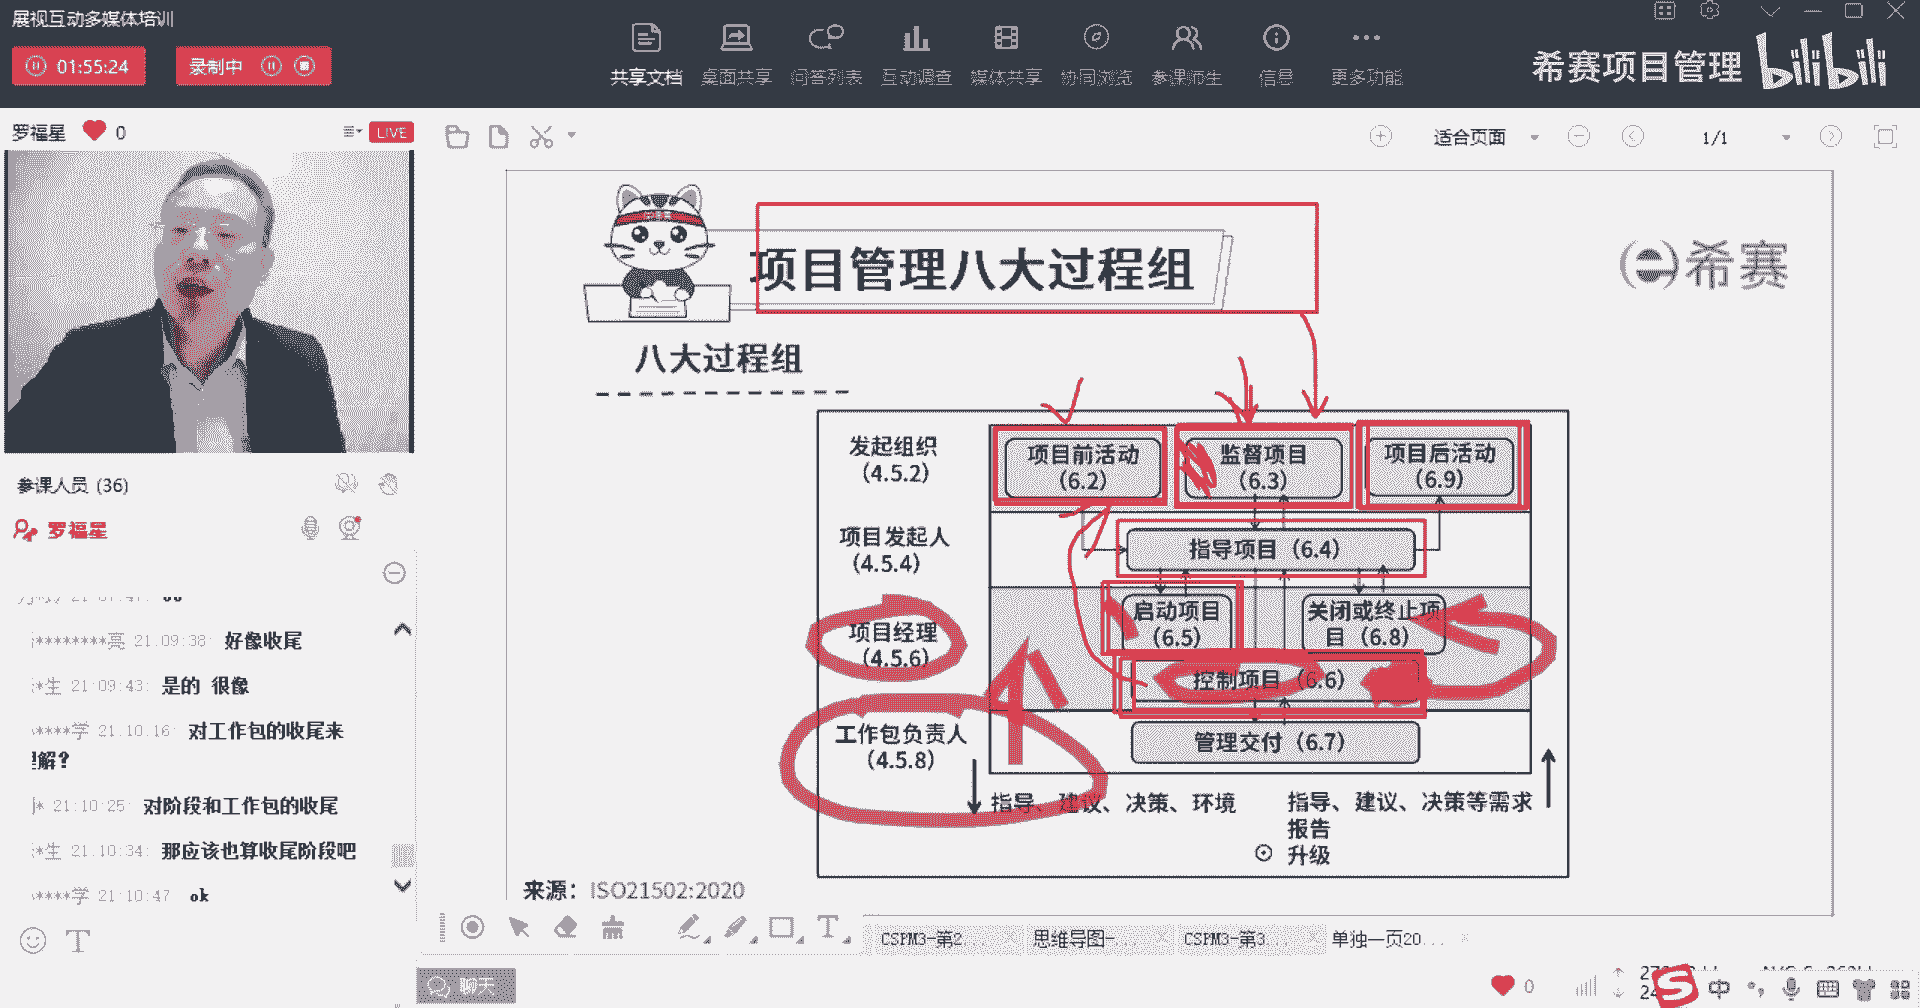 展视互动多媒体培训
01:55:24
录制中
共享文档
桌面共享
问答列表
互动调查
媒体共享
协同浏览
参课师生
信息
更多功能
希赛项目管理
bilibili
罗福星
0
LIVE
适合页面
1/1
参课人员 (36)
罗福星
亮 21:09:38 好像收尾
生 21:09:43 是的 很像
学 21:10:16 对工作包的收尾来
解?
21:10:25 对阶段和工作包的收尾
生 21:10:34 那应该也算收尾阶段吧
学 21:10:47 ok
项目管理八大过程组
希赛
八大过程组
发起组织
(4.5.2)
项目前活动
(6.2)
监督项目
(6.3)
项目后活动
(6.9)
项目发起人
(4.5.4)
指导项目 (6.4)
项目经理
(4.5.6)
启动项目
(6.5)
关闭或终止项
目 (6.8)
控制项目 (6.6)
工作包负责人
(4.5.8)
管理交付 (6.7)
指导、建议、决策、环境
指导、建议、决策等需求
报告
升级
来源：ISO21502:2020
CSPM3-第2...
思维导图-...
CSPM3-第3...
单独一页20...
聊天
0
中